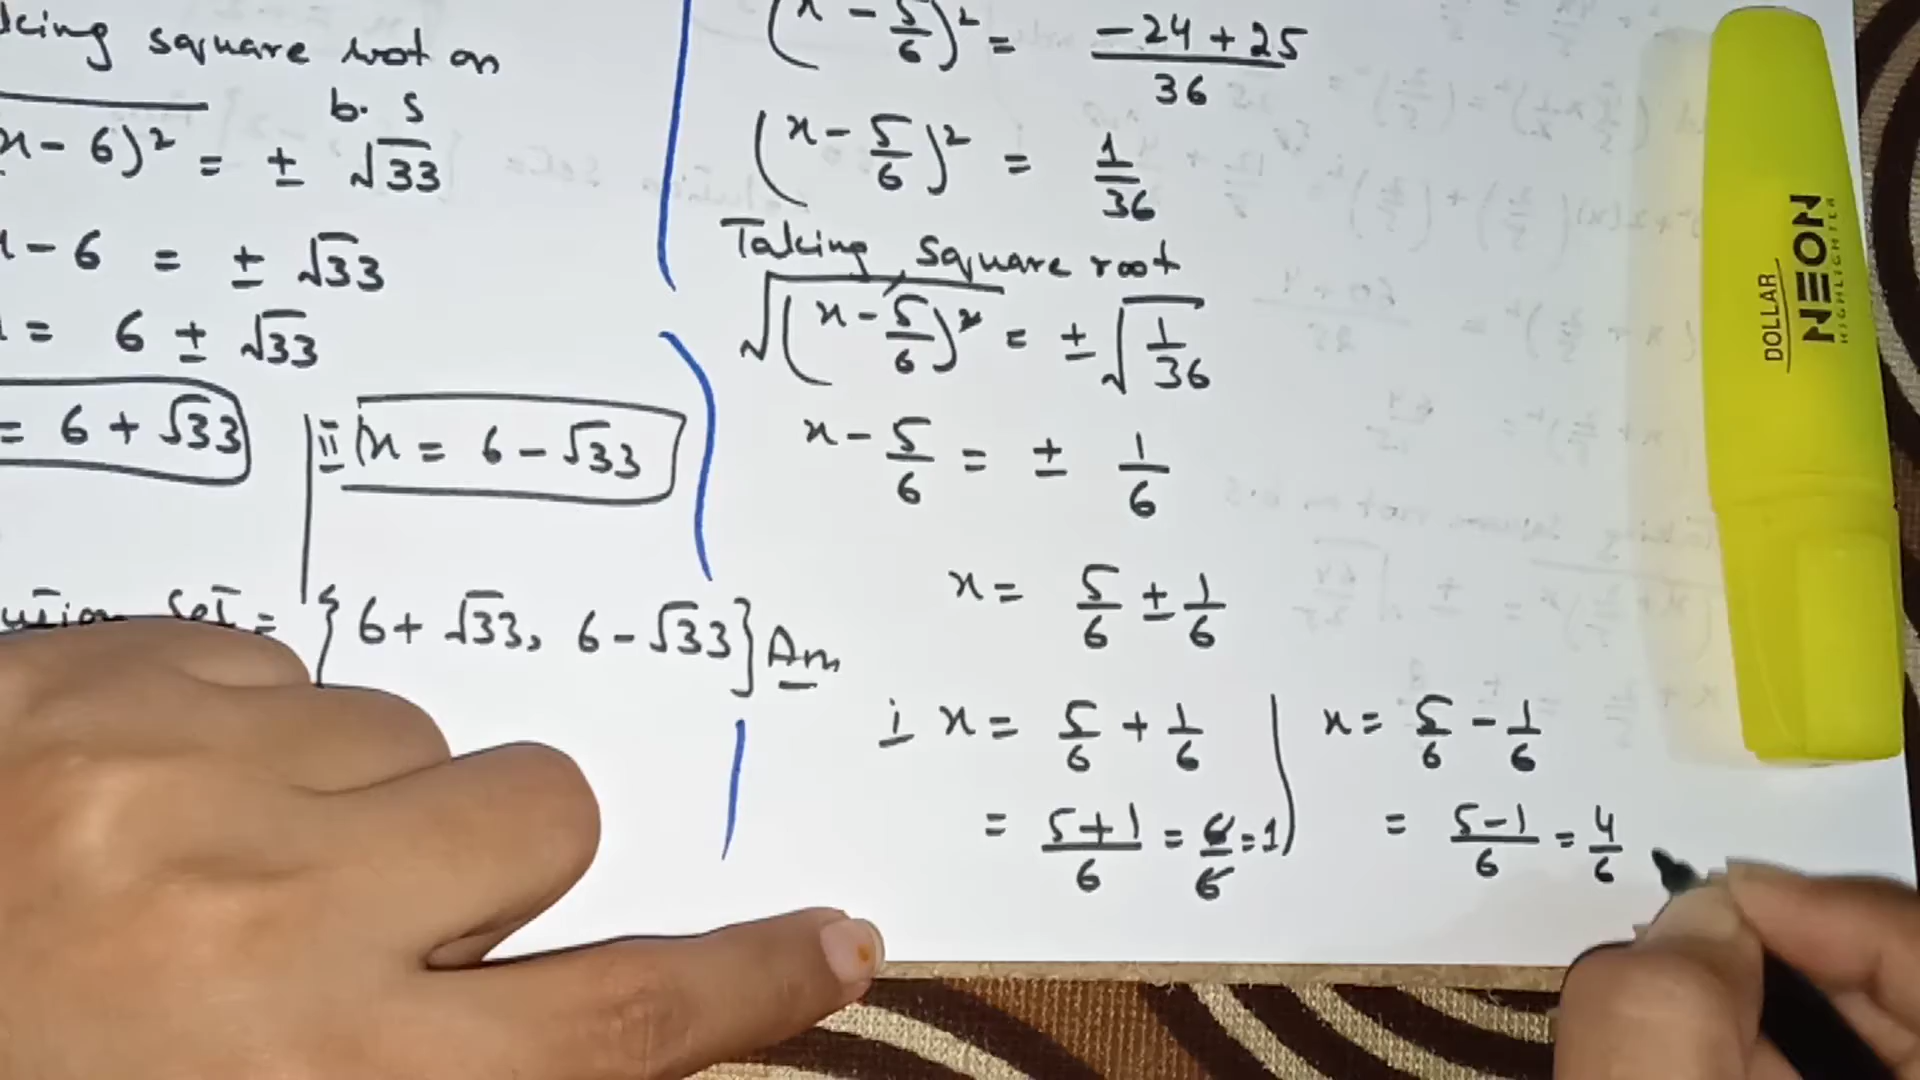 square root on
b. s
x - 6)² = ± √33
x - 6 = ± √33
= 6 ± √33
= 6 + √33
ii x = 6 - √33
Set = { 6 + √33, 6 - √33 } Ans
(x - 5/6)² = (-24 + 25)/36
(x - 5/6)² = 1/36
Taking square root
√(x - 5/6)² = ± √(1/36)
x - 5/6 = ± 1/6
x = 5/6 ± 1/6
i x = 5/6 + 1/6
= (5+1)/6 = 6/6 = 1
x = 5/6 - 1/6
= (5-1)/6 = 4/6
DOLLAR
NEON
HIGHLIGHTER